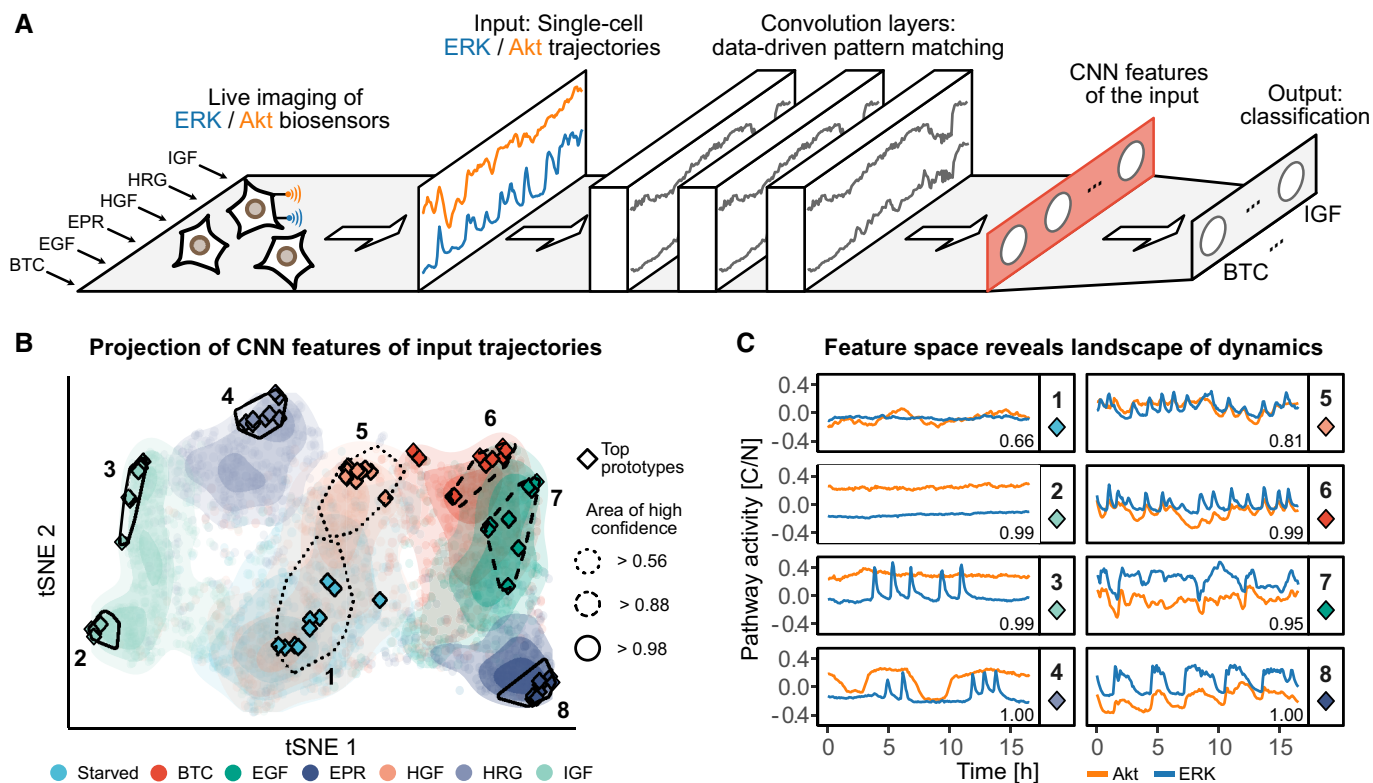 A
Live imaging of
ERK / Akt biosensors
Input: Single-cell
ERK / Akt trajectories
Convolution layers:
data-driven pattern matching
CNN features
of the input
Output:
classification
IGF
HRG
HGF
EPR
EGF
BTC
...
IGF
...
BTC
...
B
Projection of CNN features of input trajectories
tSNE 2
tSNE 1
4
3
5
6
7
2
1
8
Top
prototypes
Area of high
confidence
> 0.56
> 0.88
> 0.98
Starved BTC EGF EPR HGF HRG IGF
C
Feature space reveals landscape of dynamics
Pathway activity [C/N]
0.4
0.0
-0.4
0.66
1
0.81
5
0.4
0.0
-0.4
0.99
2
0.99
6
0.4
0.0
-0.4
0.99
3
0.95
7
0.4
0.0
-0.4
1.00
4
1.00
8
0 5 10 15 0 5 10 15
Time [h]
Akt ERK